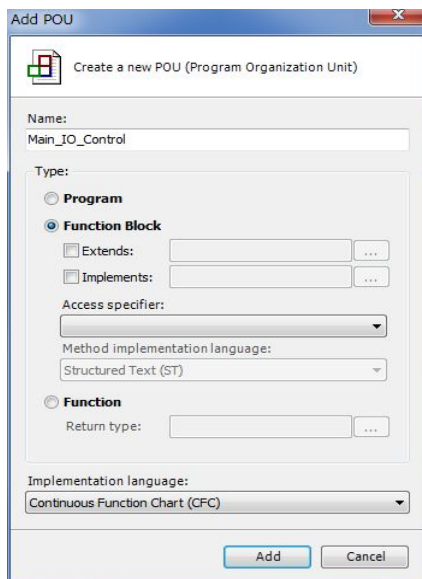 Add POU
Create a new POU (Program Organization Unit)
Name:
Main_IO_Control
Type:
Program
Function Block
Extends:
...
Implements:
...
Access specifier:
Method implementation language:
Structured Text (ST)
Function
Return type:
...
Implementation language:
Continuous Function Chart (CFC)
Add Cancel